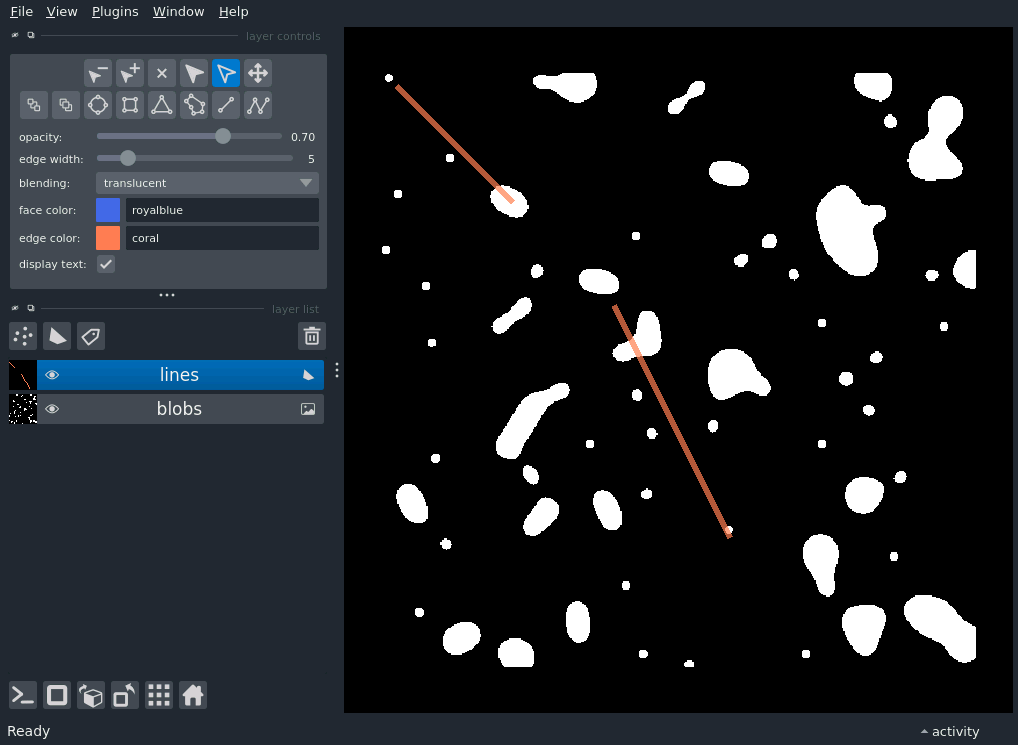 File View Plugins Window Help
layer controls
opacity: 0.70
edge width: 5
blending: translucent
face color: royalblue
edge color: coral
display text:
layer list
lines
blobs
Ready
activity